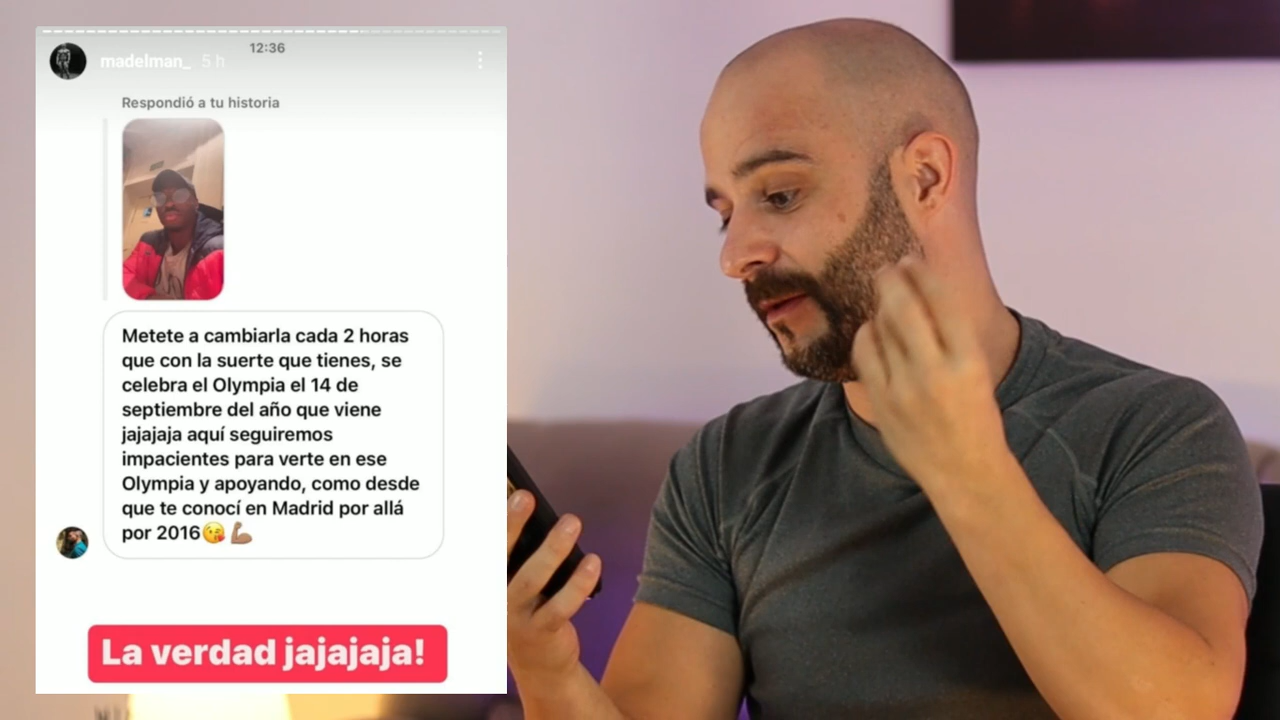 12:36
madelman_ 5 h
Respondió a tu historia
Metete a cambiarla cada 2 horas
que con la suerte que tienes, se
celebra el Olympia el 14 de
septiembre del año que viene
jajajaja aquí seguiremos
impacientes para verte en ese
Olympia y apoyando, como desde
que te conocí en Madrid por allá
por 2016😘💪🏽
La verdad jajajaja!